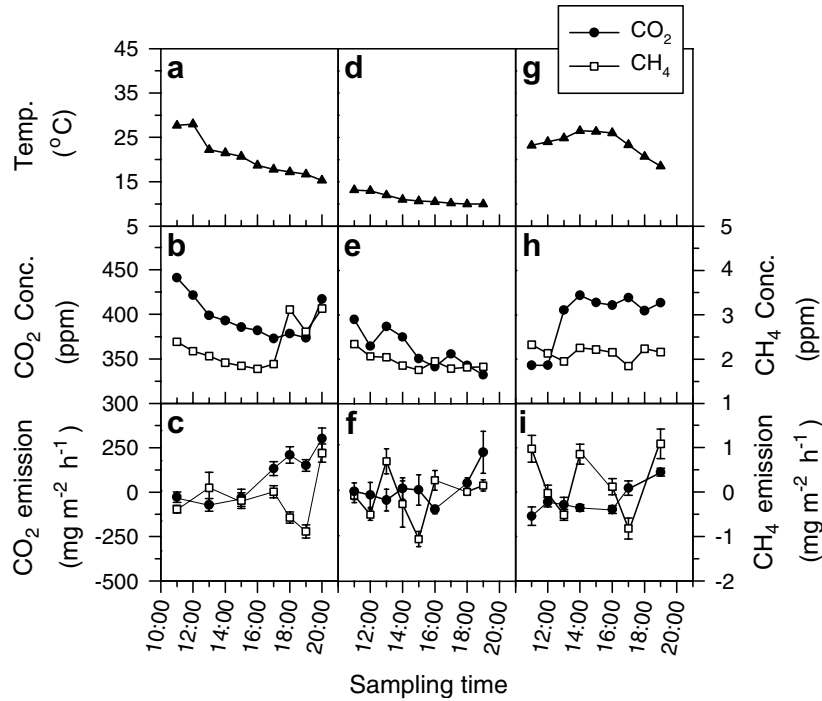 CO2
CH4
a
d
g
Temp.
(oC)
45
35
25
15
5
b
e
h
CO2 Conc.
(ppm)
450
400
350
300
5
4
3
2
1
CH4 Conc.
(ppm)
c
f
i
CO2 emission
(mg m-2 h-1)
250
0
-250
-500
1
0
-1
-2
CH4 emission
(mg m-2 h-1)
10:00
12:00
14:00
16:00
18:00
20:00
12:00
14:00
16:00
18:00
20:00
12:00
14:00
16:00
18:00
20:00
Sampling time